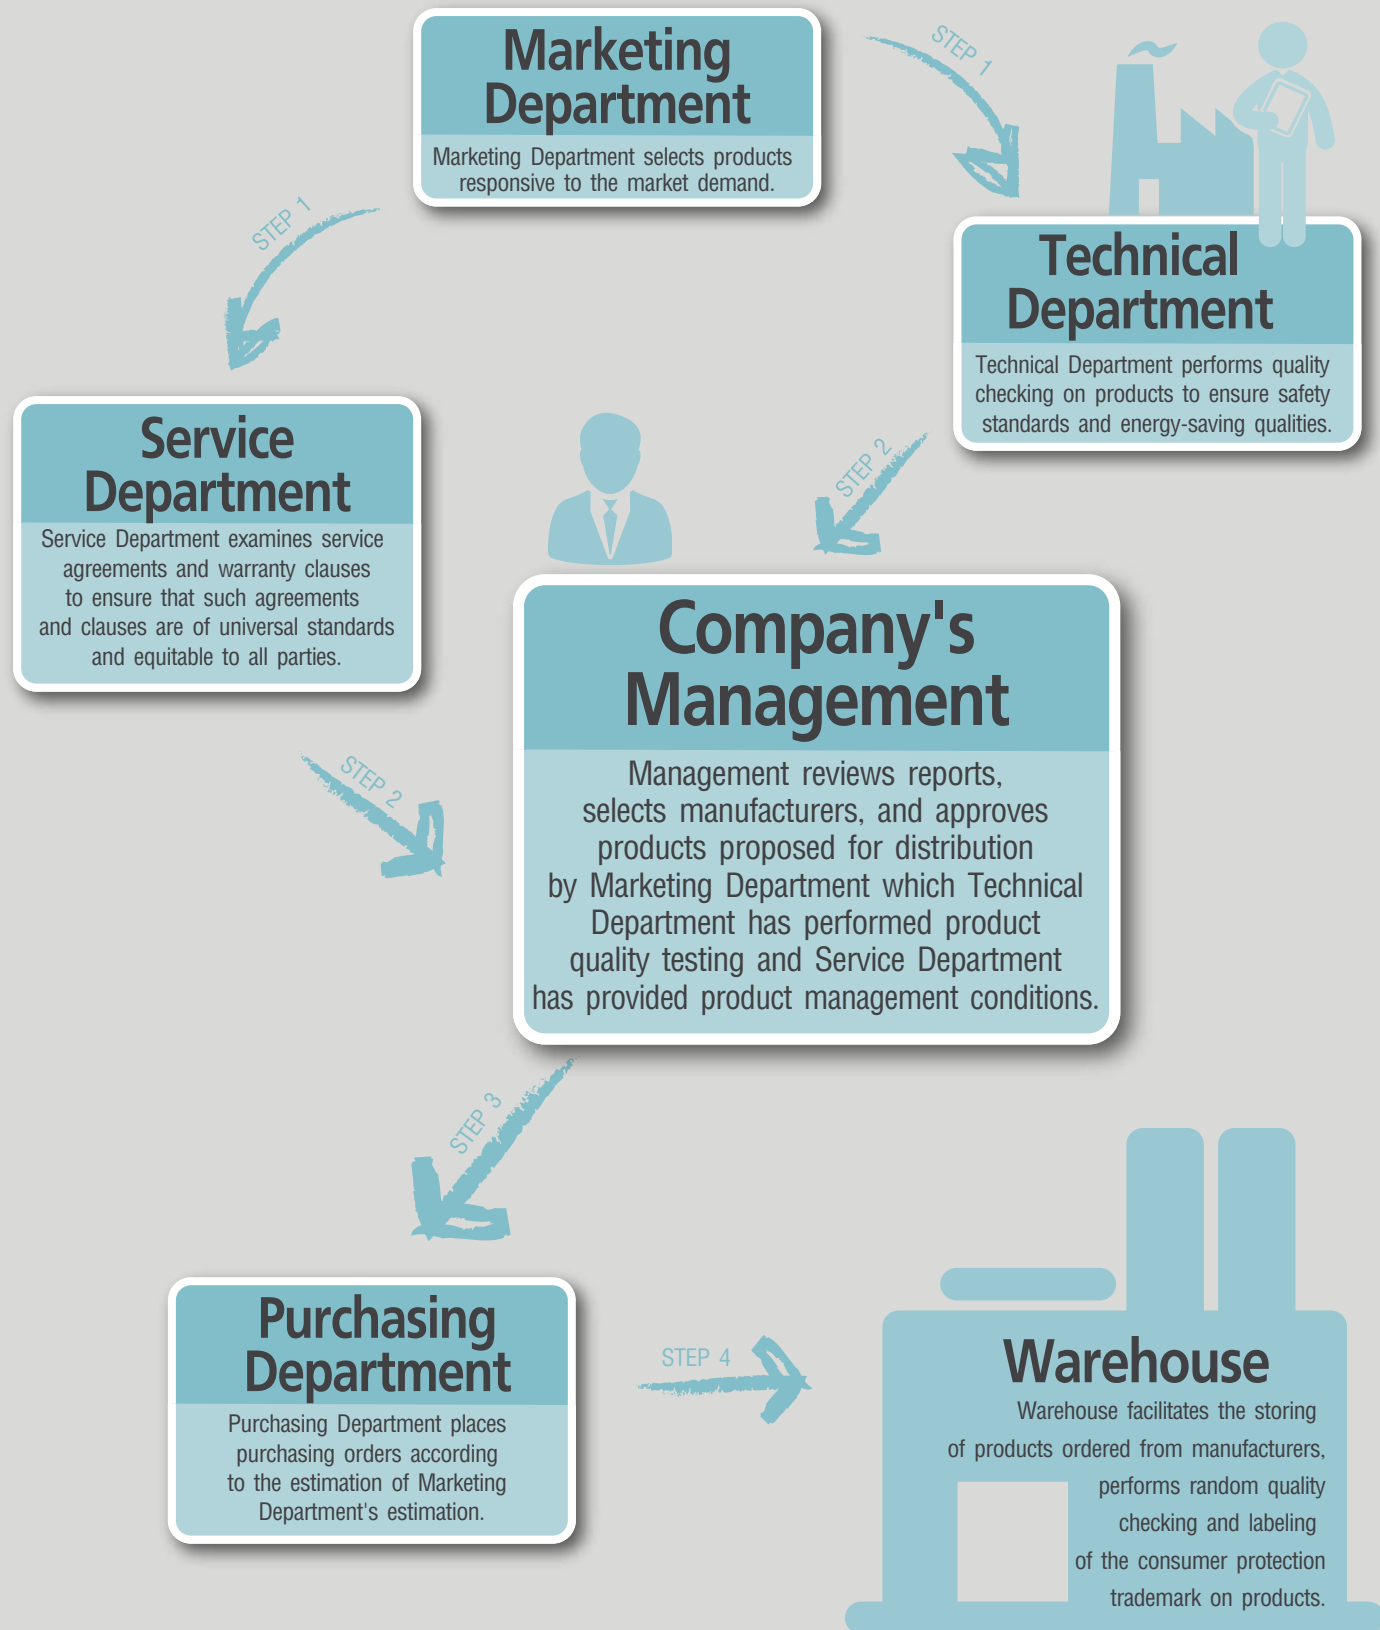 Marketing
Department
Marketing Department selects products
responsive to the market demand.
STEP 1
STEP 1
Technical
Department
Technical Department performs quality
checking on products to ensure safety
standards and energy-saving qualities.
Service
Department
Service Department examines service
agreements and warranty clauses
to ensure that such agreements
and clauses are of universal standards
and equitable to all parties.
STEP 2
STEP 2
Company's
Management
Management reviews reports,
selects manufacturers, and approves
products proposed for distribution
by Marketing Department which Technical
Department has performed product
quality testing and Service Department
has provided product management conditions.
STEP 3
Purchasing
Department
Purchasing Department places
purchasing orders according
to the estimation of Marketing
Department's estimation.
STEP 4
Warehouse
Warehouse facilitates the storing
of products ordered from manufacturers,
performs random quality
checking and labeling
of the consumer protection
trademark on products.